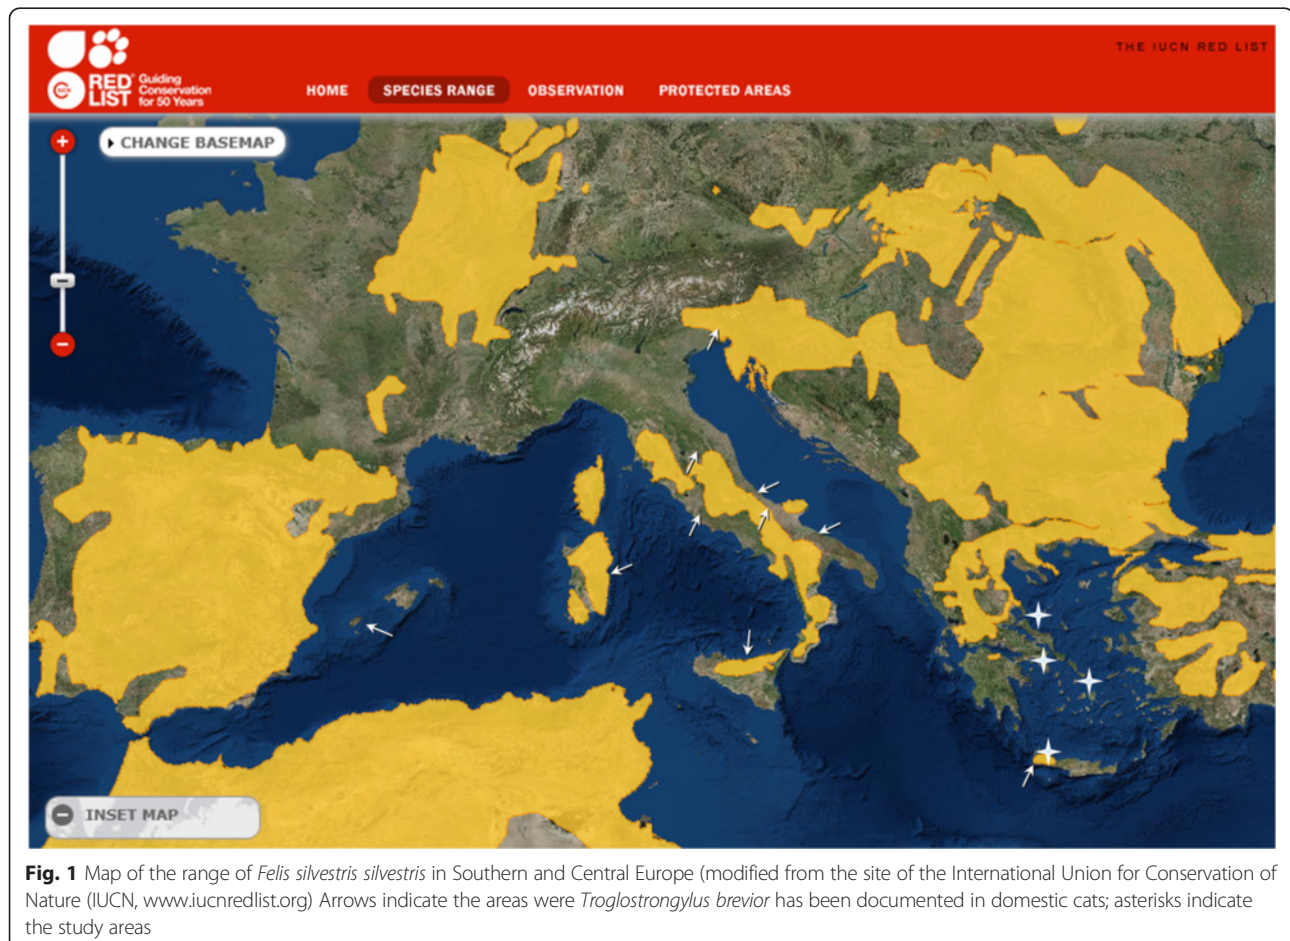 THE IUCN RED LIST
RED LIST
Guiding
Conservation
for 50 Years
HOME
SPECIES RANGE
OBSERVATION
PROTECTED AREAS
CHANGE BASEMAP
INSET MAP
Fig. 1 Map of the range of Felis silvestris silvestris in Southern and Central Europe (modified from the site of the International Union for Conservation of
Nature (IUCN, www.iucnredlist.org) Arrows indicate the areas were Troglostrongylus brevior has been documented in domestic cats; asterisks indicate
the study areas